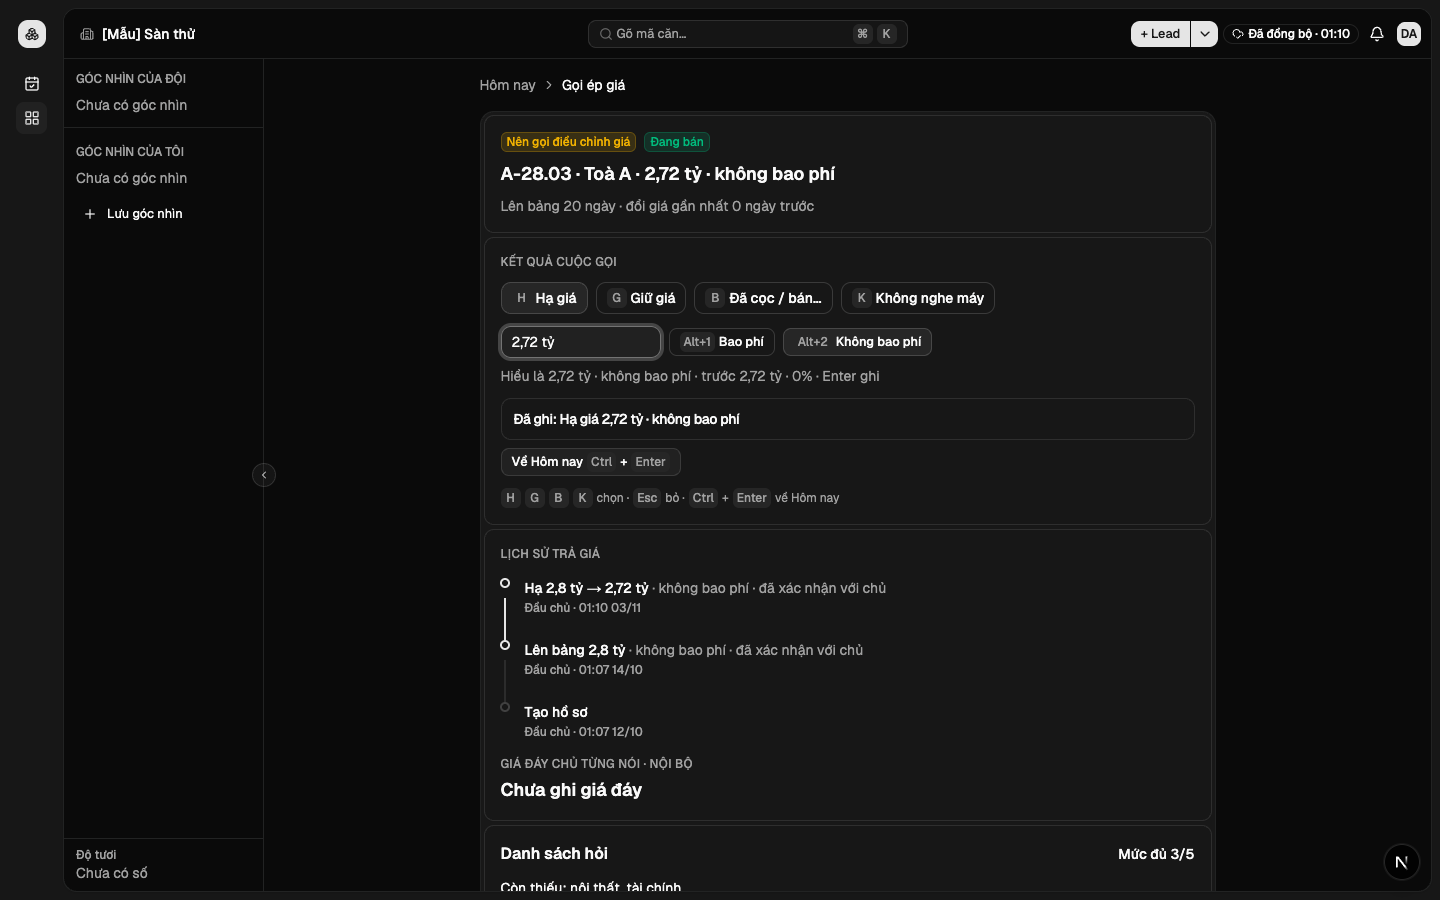 [Mẫu] Sàn thử
Gõ mã căn...
⌘ K
+ Lead
Đã đồng bộ · 01:10
DA
GÓC NHÌN CỦA ĐỘI
Chưa có góc nhìn
GÓC NHÌN CỦA TÔI
Chưa có góc nhìn
+ Lưu góc nhìn
Độ tươi
Chưa có số
Hôm nay > Gọi ép giá
Nên gọi điều chỉnh giá Đang bán
A-28.03 · Toà A · 2,72 tỷ · không bao phí
Lên bảng 20 ngày · đổi giá gần nhất 0 ngày trước
KẾT QUẢ CUỘC GỌI
H Hạ giá G Giữ giá B Đã cọc / bán... K Không nghe máy
2,72 tỷ Alt+1 Bao phí Alt+2 Không bao phí
Hiểu là 2,72 tỷ · không bao phí · trước 2,72 tỷ · 0% · Enter ghi
Đã ghi: Hạ giá 2,72 tỷ · không bao phí
Về Hôm nay Ctrl + Enter
H G B K chọn · Esc bỏ · Ctrl + Enter về Hôm nay
LỊCH SỬ TRẢ GIÁ
Hạ 2,8 tỷ → 2,72 tỷ · không bao phí · đã xác nhận với chủ
Đầu chủ · 01:10 03/11
Lên bảng 2,8 tỷ · không bao phí · đã xác nhận với chủ
Đầu chủ · 01:07 14/10
Tạo hồ sơ
Đầu chủ · 01:07 12/10
GIÁ ĐÁY CHỦ TỪNG NÓI · NỘI BỘ
Chưa ghi giá đáy
Danh sách hỏi Mức đủ 3/5
Còn thiếu: nội thất, tài chính
N